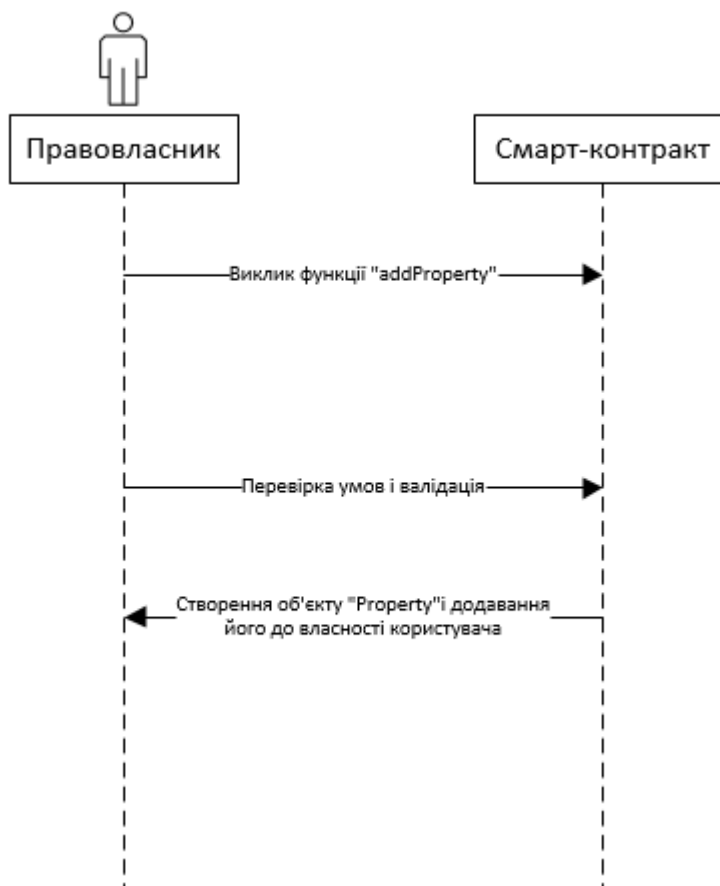 Правовласник
Смарт-контракт
Виклик функції "addProperty"
Перевірка умов і валідація
Створення об'єкту "Property"і додавання
його до власності користувача